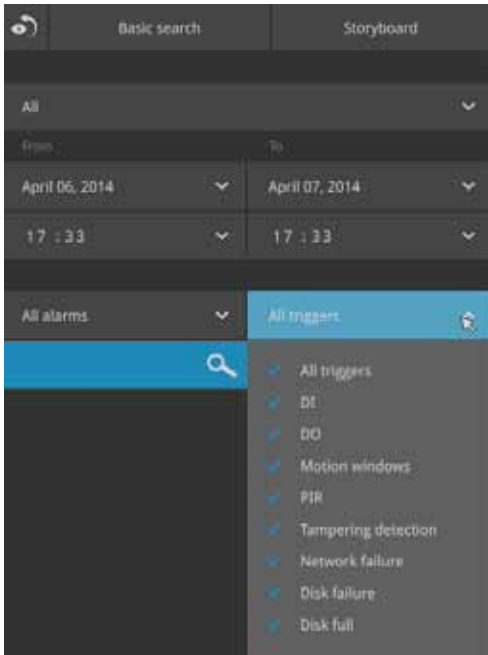 Basic search Storyboard
All
From To
April 06, 2014 April 07, 2014
17 : 33 17 : 33
All alarms All triggers
All triggers
DI
DO
Motion windows
PIR
Tampering detection
Network failure
Disk failure
Disk full